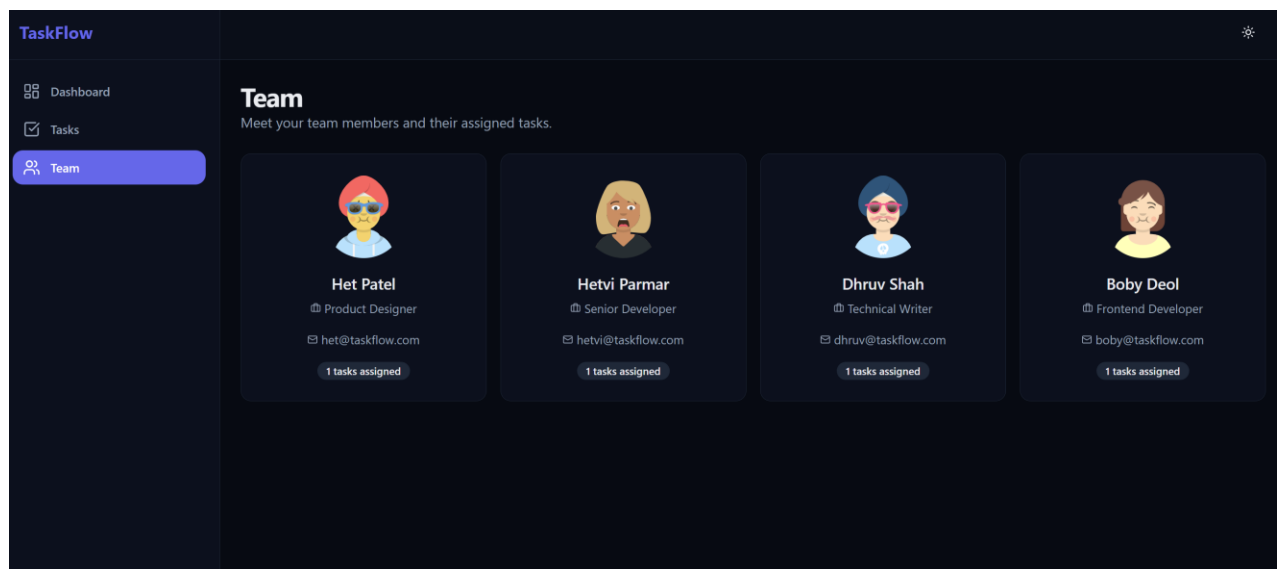 TaskFlow
Dashboard
Tasks
Team
Team
Meet your team members and their assigned tasks.
Het Patel
Product Designer
het@taskflow.com
1 tasks assigned
Hetvi Parmar
Senior Developer
hetvi@taskflow.com
1 tasks assigned
Dhruv Shah
Technical Writer
dhruv@taskflow.com
1 tasks assigned
Boby Deol
Frontend Developer
boby@taskflow.com
1 tasks assigned